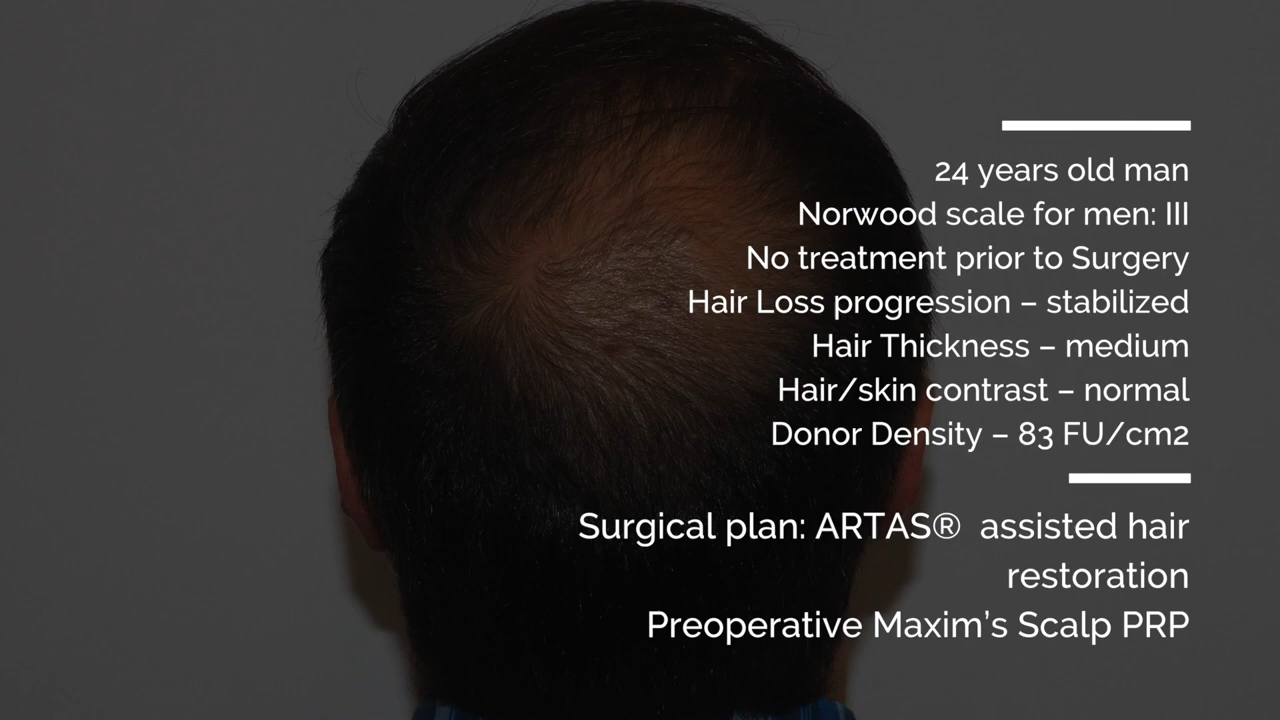 24 years old man
Norwood scale for men: III
No treatment prior to Surgery
Hair Loss progression – stabilized
Hair Thickness – medium
Hair/skin contrast – normal
Donor Density – 83 FU/cm2
Surgical plan: ARTAS®  assisted hair
restoration
Preoperative Maxim’s Scalp PRP